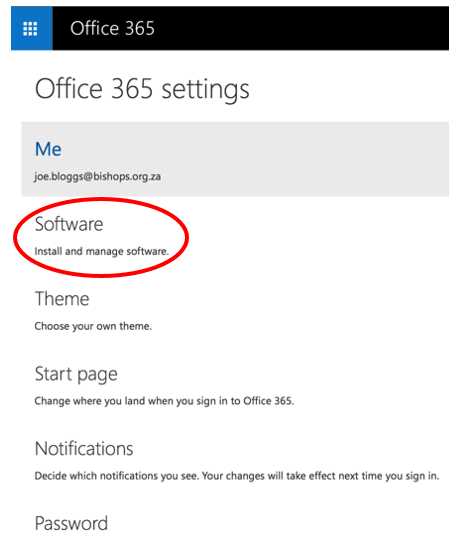 Office 365
Office 365 settings
Me
joe.bloggs@bishops.org.za
Software
Install and manage software.
Theme
Choose your own theme.
Start page
Change where you land when you sign in to Office 365.
Notifications
Decide which notifications you see. Your changes will take effect next time you sign in.
Password